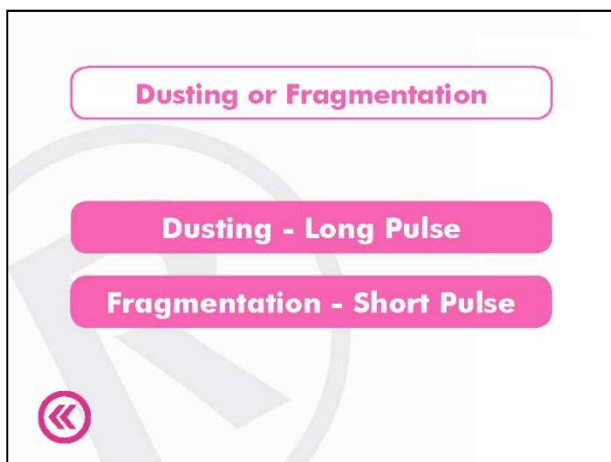 Dusting or Fragmentation
Dusting - Long Pulse
Fragmentation - Short Pulse